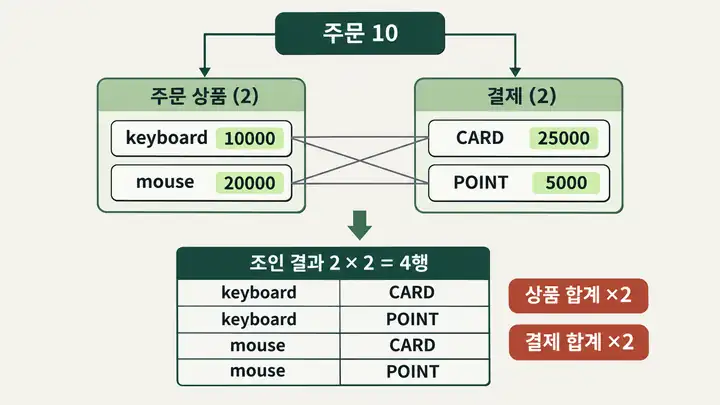 주문 10
주문 상품 (2)
keyboard 10000
mouse 20000
결제 (2)
CARD 25000
POINT 5000
조인 결과 2 × 2 = 4행
keyboard CARD
keyboard POINT
mouse CARD
mouse POINT
상품 합계 ×2
결제 합계 ×2